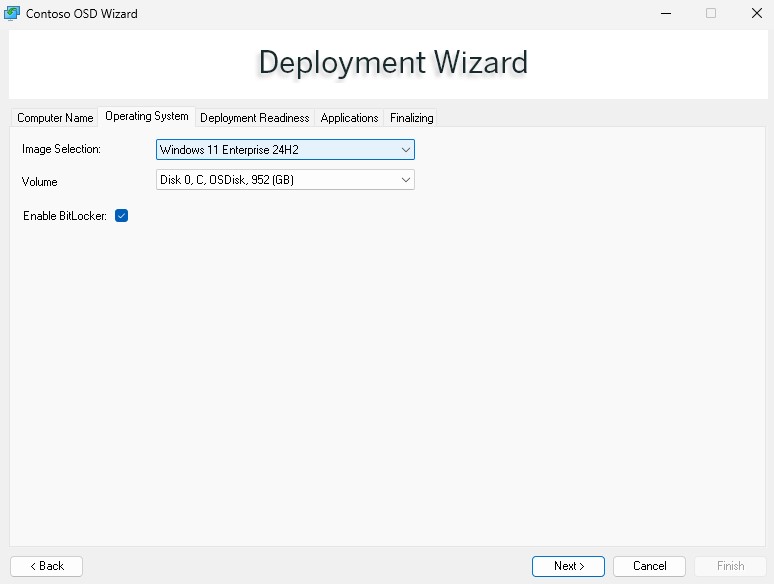 Contoso OSD Wizard
Deployment Wizard
Computer Name Operating System Deployment Readiness Applications Finalizing
Image Selection: Windows 11 Enterprise 24H2
Volume Disk 0, C, OSDisk, 952 (GB)
Enable BitLocker:
< Back Next > Cancel Finish